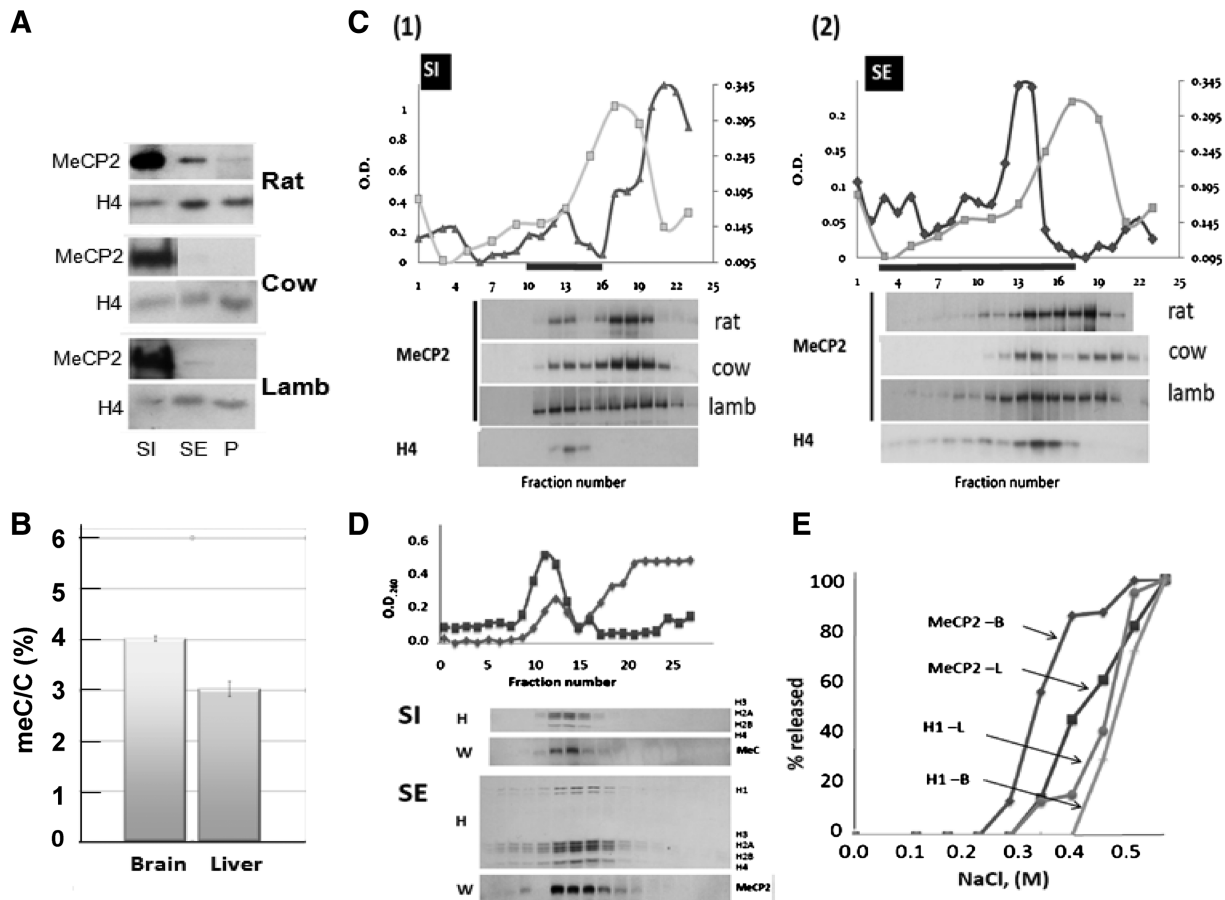 A
MeCP2
H4
Rat
MeCP2
H4
Cow
MeCP2
H4
Lamb
SI SE P
B
meC/C (%)
6
5
4
3
2
1
0
Brain Liver
C
(1)
SI
O.D.
1
0.8
0.6
0.4
0.2
0
0.345
0.295
0.245
0.195
0.145
0.095
1 4 7 10 13 16 19 22 25
MeCP2
rat
cow
lamb
H4
Fraction number
(2)
SE
O.D.
0.2
0.15
0.1
0.05
0
0.345
0.295
0.245
0.195
0.145
0.095
1 4 7 10 13 16 19 22 25
MeCP2
rat
cow
lamb
H4
Fraction number
D
O.D.260
0.6
0.4
0.2
0.0
0 5 10 15 20 25
Fraction number
SI
H
H3
H2A
H2B
H4
W
MeC
SE
H
H1
H3
H2A
H2B
H4
W
MeCP2
E
% released
100
80
60
40
20
0
MeCP2 –B
MeCP2 –L
H1 –L
H1 –B
0.0 0.1 0.2 0.3 0.4 0.5
NaCl, (M)